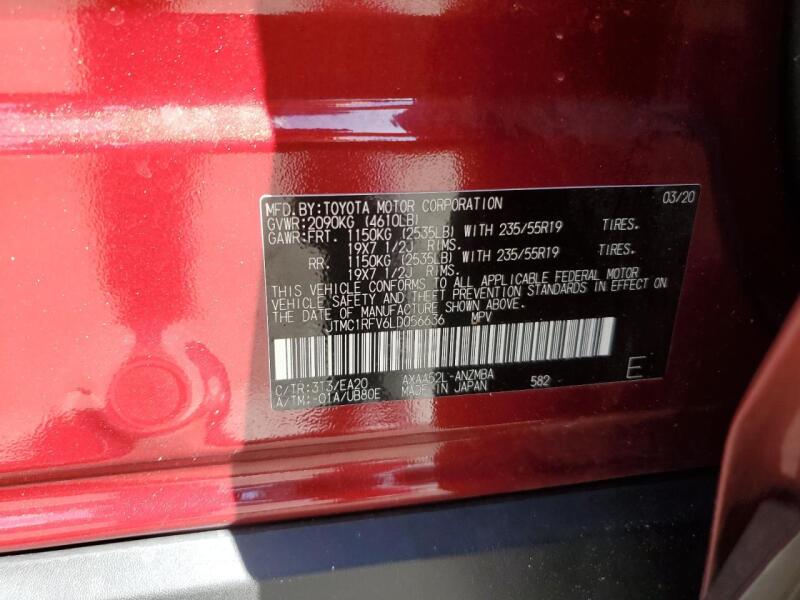 MFD.BY:TOYOTA MOTOR CORPORATION 03/20
GVWR:2090KG (4610LB)
GAWR:FRT. 1150KG (2535LB) WITH 235/55R19 TIRES.
19X7 1/2J RIMS.
RR. 1150KG (2535LB) WITH 235/55R19 TIRES.
19X7 1/2J RIMS.
THIS VEHICLE CONFORMS TO ALL APPLICABLE FEDERAL MOTOR
VEHICLE SAFETY AND THEFT PREVENTION STANDARDS IN EFFECT ON
THE DATE OF MANUFACTURE SHOWN ABOVE.
JTMC1RFV6LD056636 MPV
C/TR:3T3/EA20 AXAA52L-ANZMBA E
A/TM:-01A/UB80E MADE IN JAPAN 582